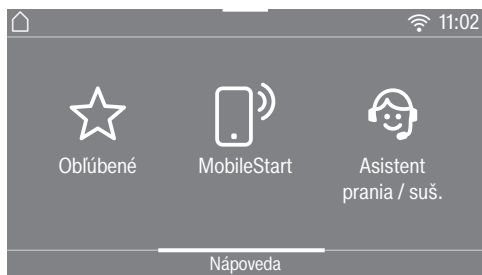 11:02
Obľúbené
MobileStart
Asistent
prania / suš.
Nápoveda